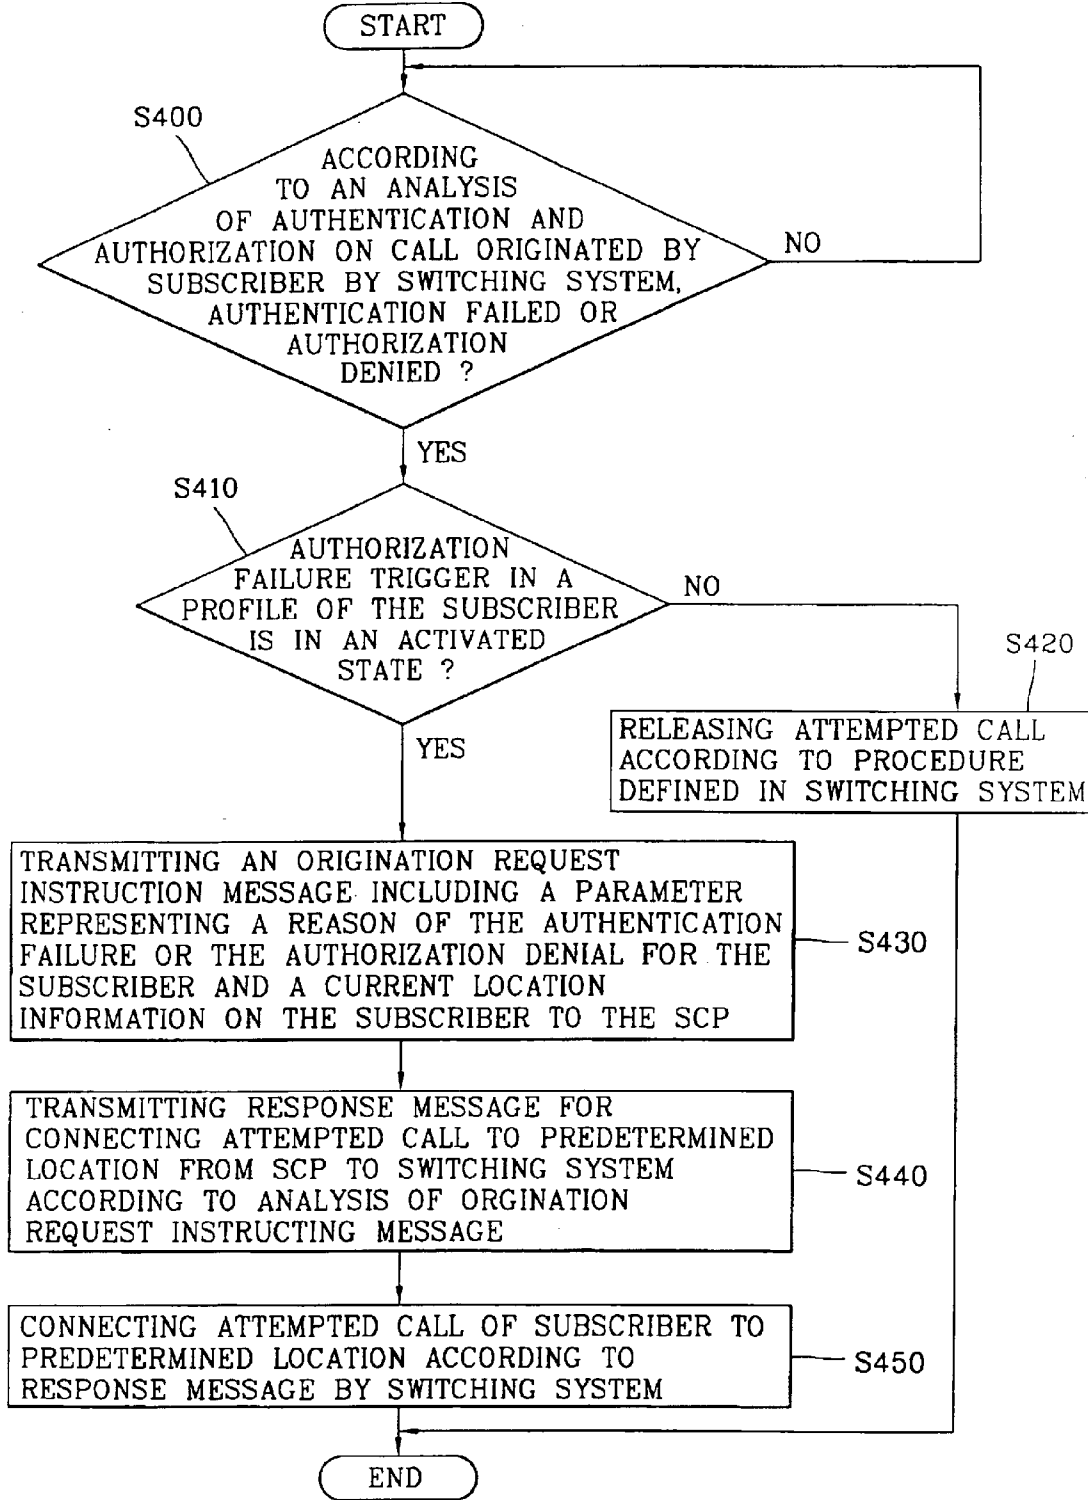 START
S400
ACCORDING
TO AN ANALYSIS
OF AUTHENTICATION AND
AUTHORIZATION ON CALL ORIGINATED BY
SUBSCRIBER BY SWITCHING SYSTEM,
AUTHENTICATION FAILED OR
AUTHORIZATION
DENIED ?
NO
YES
S410
AUTHORIZATION
FAILURE TRIGGER IN A
PROFILE OF THE SUBSCRIBER
IS IN AN ACTIVATED
STATE ?
NO
YES
S420
RELEASING ATTEMPTED CALL
ACCORDING TO PROCEDURE
DEFINED IN SWITCHING SYSTEM
TRANSMITTING AN ORIGINATION REQUEST
INSTRUCTION MESSAGE INCLUDING A PARAMETER
REPRESENTING A REASON OF THE AUTHENTICATION
FAILURE OR THE AUTHORIZATION DENIAL FOR THE
SUBSCRIBER AND A CURRENT LOCATION
INFORMATION ON THE SUBSCRIBER TO THE SCP
S430
TRANSMITTING RESPONSE MESSAGE FOR
CONNECTING ATTEMPTED CALL TO PREDETERMINED
LOCATION FROM SCP TO SWITCHING SYSTEM
ACCORDING TO ANALYSIS OF ORGINATION
REQUEST INSTRUCTING MESSAGE
S440
CONNECTING ATTEMPTED CALL OF SUBSCRIBER TO
PREDETERMINED LOCATION ACCORDING TO
RESPONSE MESSAGE BY SWITCHING SYSTEM
S450
END